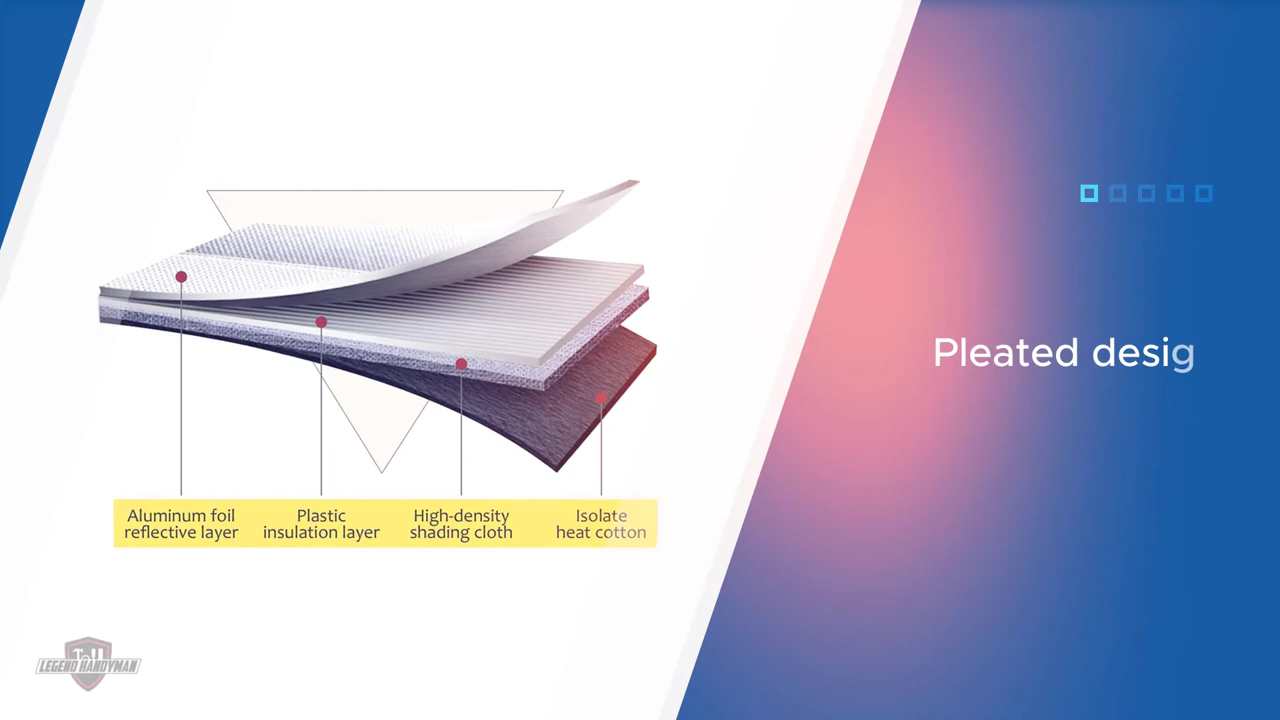 Pleated desig
Aluminum foil
reflective layer
Plastic
insulation layer
High-density
shading cloth
Isolate
heat cotton
LEGEND HANDYMAN